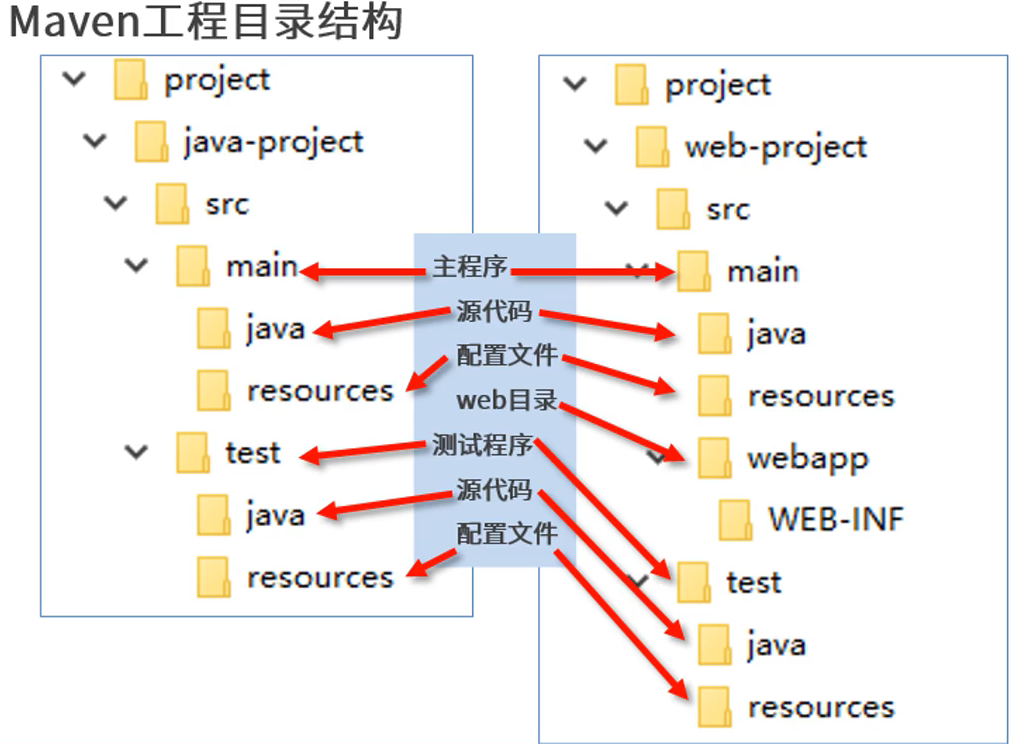 Maven工程目录结构
project
java-project
src
main
java
resources
test
java
resources
主程序
源代码
配置文件
web目录
测试程序
源代码
配置文件
project
web-project
src
main
java
resources
webapp
WEB-INF
test
java
resources